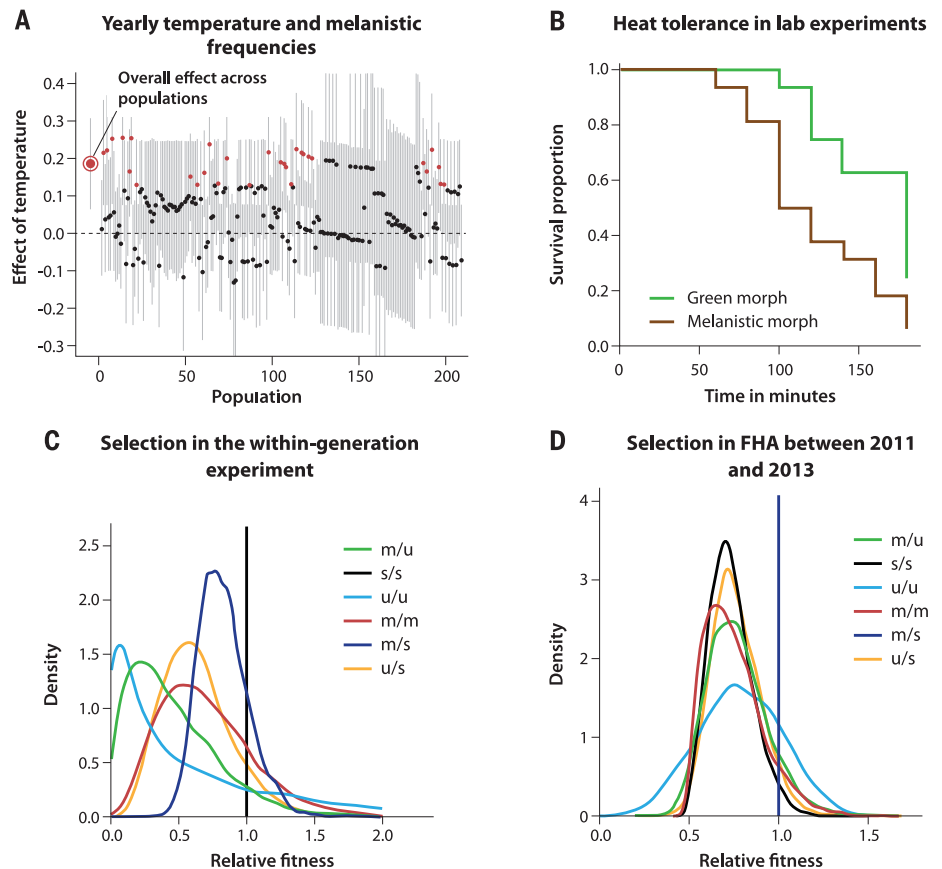 A
Yearly temperature and melanistic
frequencies
Overall effect across
populations
0.4
0.3
0.2
0.1
0.0
-0.1
-0.2
-0.3
Effect of temperature
0
50
100
150
200
Population
B
Heat tolerance in lab experiments
1.0
0.8
0.6
0.4
0.2
0.0
Survival proportion
Green morph
Melanistic morph
0
50
100
150
Time in minutes
C
Selection in the within-generation
experiment
2.5
2.0
1.5
1.0
0.5
0.0
Density
m/u
s/s
u/u
m/m
m/s
u/s
0.0
0.5
1.0
1.5
2.0
Relative fitness
D
Selection in FHA between 2011
and 2013
4
3
2
1
0
Density
m/u
s/s
u/u
m/m
m/s
u/s
0.0
0.5
1.0
1.5
Relative fitness